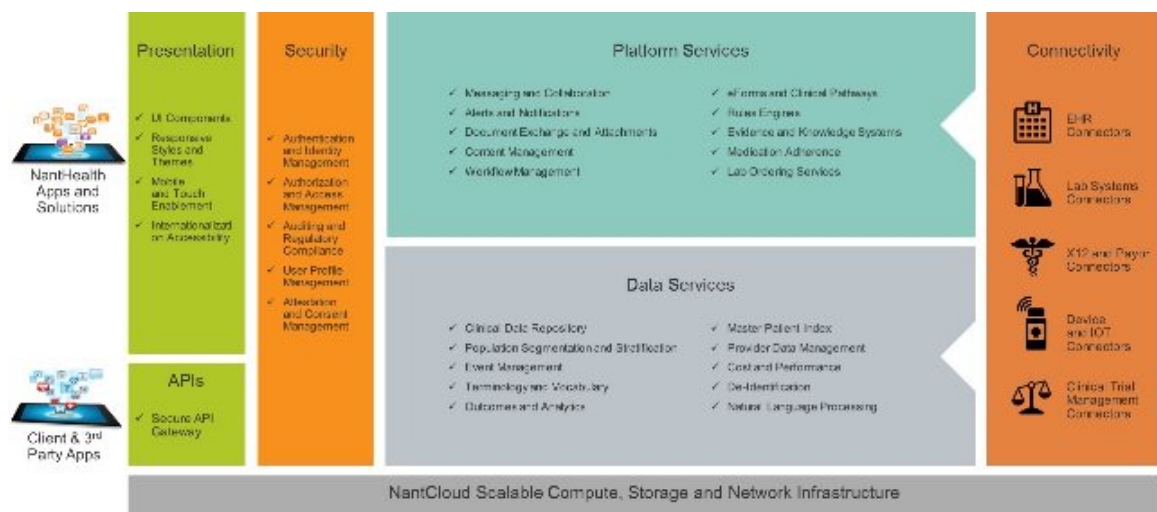 NantHealth
Apps and
Solutions
Client & 3rd
Party Apps
Presentation
✓ UI Components
✓ Responsive
Styles and
Themes
✓ Mobile
and Touch
Enablement
✓ Internationalizati
on Accessibility
APIs
✓ Secure API
Gateway
Security
✓ Authentication
and Identity
Management
✓ Authorization
and Access
Management
✓ Auditing and
Regulatory
Compliance
✓ User Profile
Management
✓ Attestation
and Consent
Management
Platform Services
✓ Messaging and Collaboration
✓ Alerts and Notifications
✓ Document Exchange and Attachments
✓ Content Management
✓ Workflow Management
✓ eForms and Clinical Pathways
✓ Rules Engines
✓ Evidence and Knowledge Systems
✓ Medication Adherence
✓ Lab Ordering Services
Data Services
✓ Clinical Data Repository
✓ Population Segmentation and Stratification
✓ Event Management
✓ Terminology and Vocabulary
✓ Outcomes and Analytics
✓ Master Patient Index
✓ Provider Data Management
✓ Cost and Performance
✓ De-Identification
✓ Natural Language Processing
Connectivity
H
EHR
Connectors
Lab Systems
Connectors
X12 and Payor
Connectors
Device
and IOT
Connectors
Clinical Trial
Management
Connectors
NantCloud Scalable Compute, Storage and Network Infrastructure